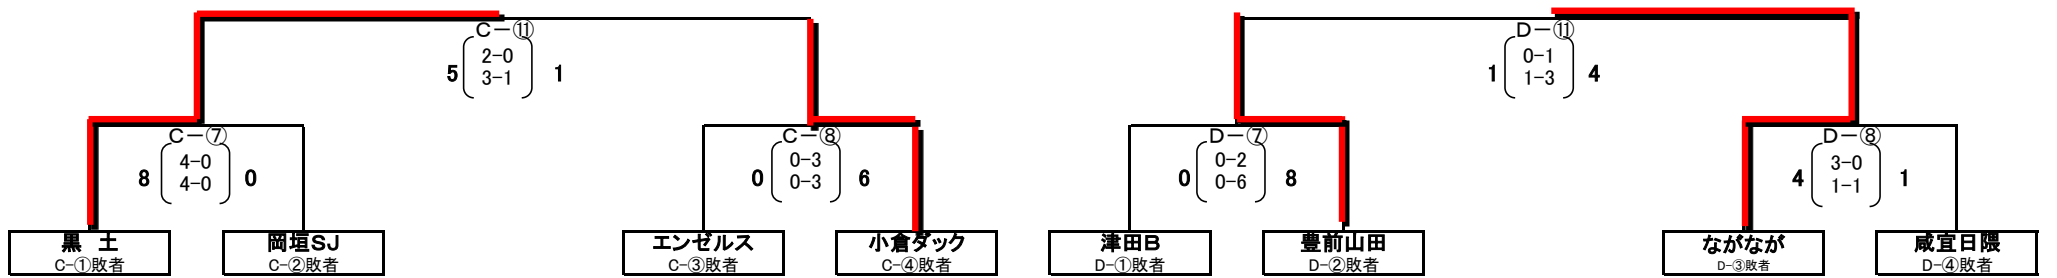 C－⑪
5 2-0 1
3-1
D－⑪
1 0-1 4
1-3
C－⑦
8 4-0 0
4-0
C－⑧
0 0-3 6
0-3
D－⑦
0 0-2 8
0-6
D－⑧
4 3-0 1
1-1
黒　土
C-①敗者
岡垣SJ
C-②敗者
エンゼルス
C-③敗者
小倉ダック
C-④敗者
津田B
D-①敗者
豊前山田
D-②敗者
ながなが
D-③敗者
咸宜日隈
D-④敗者